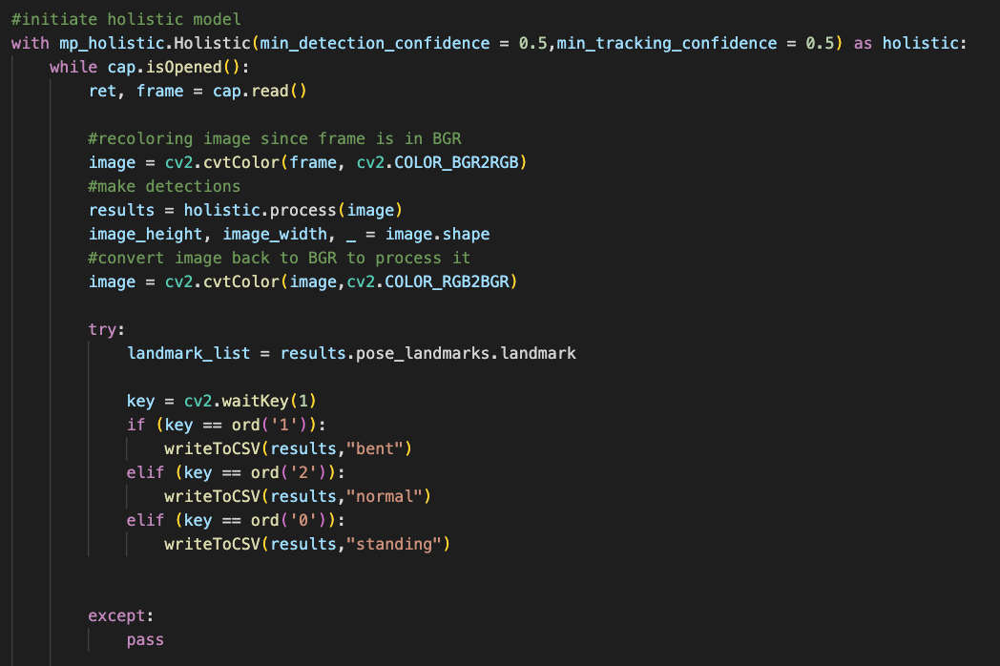 #initiate holistic model
with mp_holistic.Holistic(min_detection_confidence = 0.5,min_tracking_confidence = 0.5) as holistic:
    while cap.isOpened():
        ret, frame = cap.read()

        #recoloring image since frame is in BGR
        image = cv2.cvtColor(frame, cv2.COLOR_BGR2RGB)
        #make detections
        results = holistic.process(image)
        image_height, image_width, _ = image.shape
        #convert image back to BGR to process it
        image = cv2.cvtColor(image,cv2.COLOR_RGB2BGR)

        try:
            landmark_list = results.pose_landmarks.landmark

            key = cv2.waitKey(1)
            if (key == ord('1')):
                writeToCSV(results,"bent")
            elif (key == ord('2')):
                writeToCSV(results,"normal")
            elif (key == ord('0')):
                writeToCSV(results,"standing")


        except:
            pass